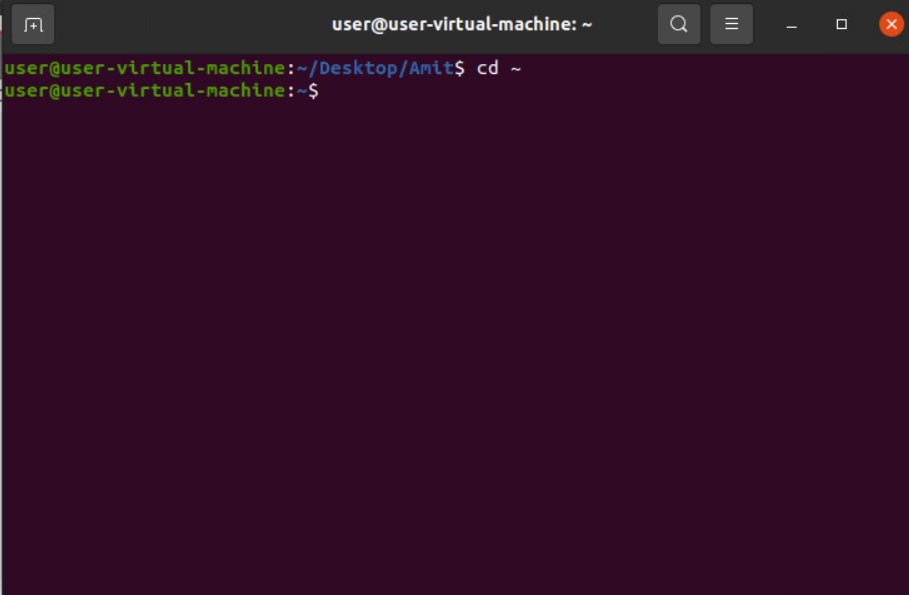 user@user-virtual-machine: ~
user@user-virtual-machine:~/Desktop/Amit$ cd ~
user@user-virtual-machine:~$